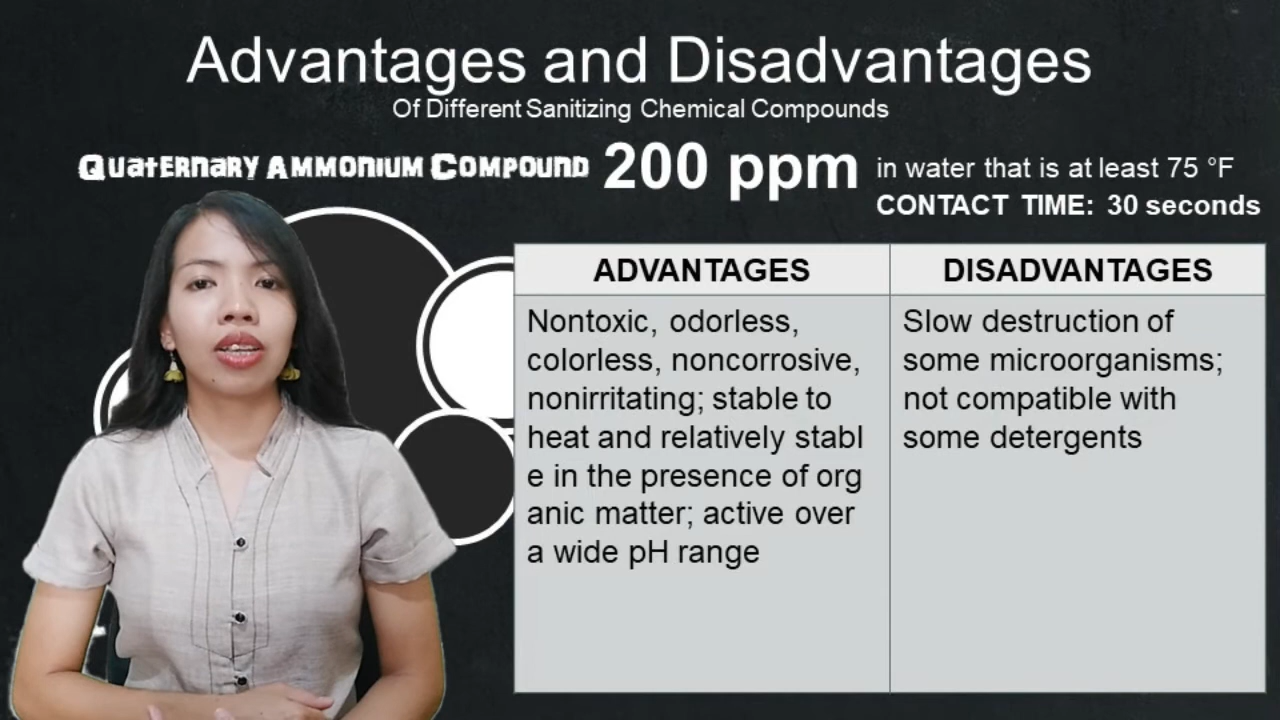 Advantages and Disadvantages
Of Different Sanitizing Chemical Compounds
Quaternary Ammonium Compound 200 ppm in water that is at least 75 °F
CONTACT TIME: 30 seconds
ADVANTAGES
Nontoxic, odorless,
colorless, noncorrosive,
nonirritating; stable to
heat and relatively stabl
e in the presence of org
anic matter; active over
a wide pH range
DISADVANTAGES
Slow destruction of
some microorganisms;
not compatible with
some detergents